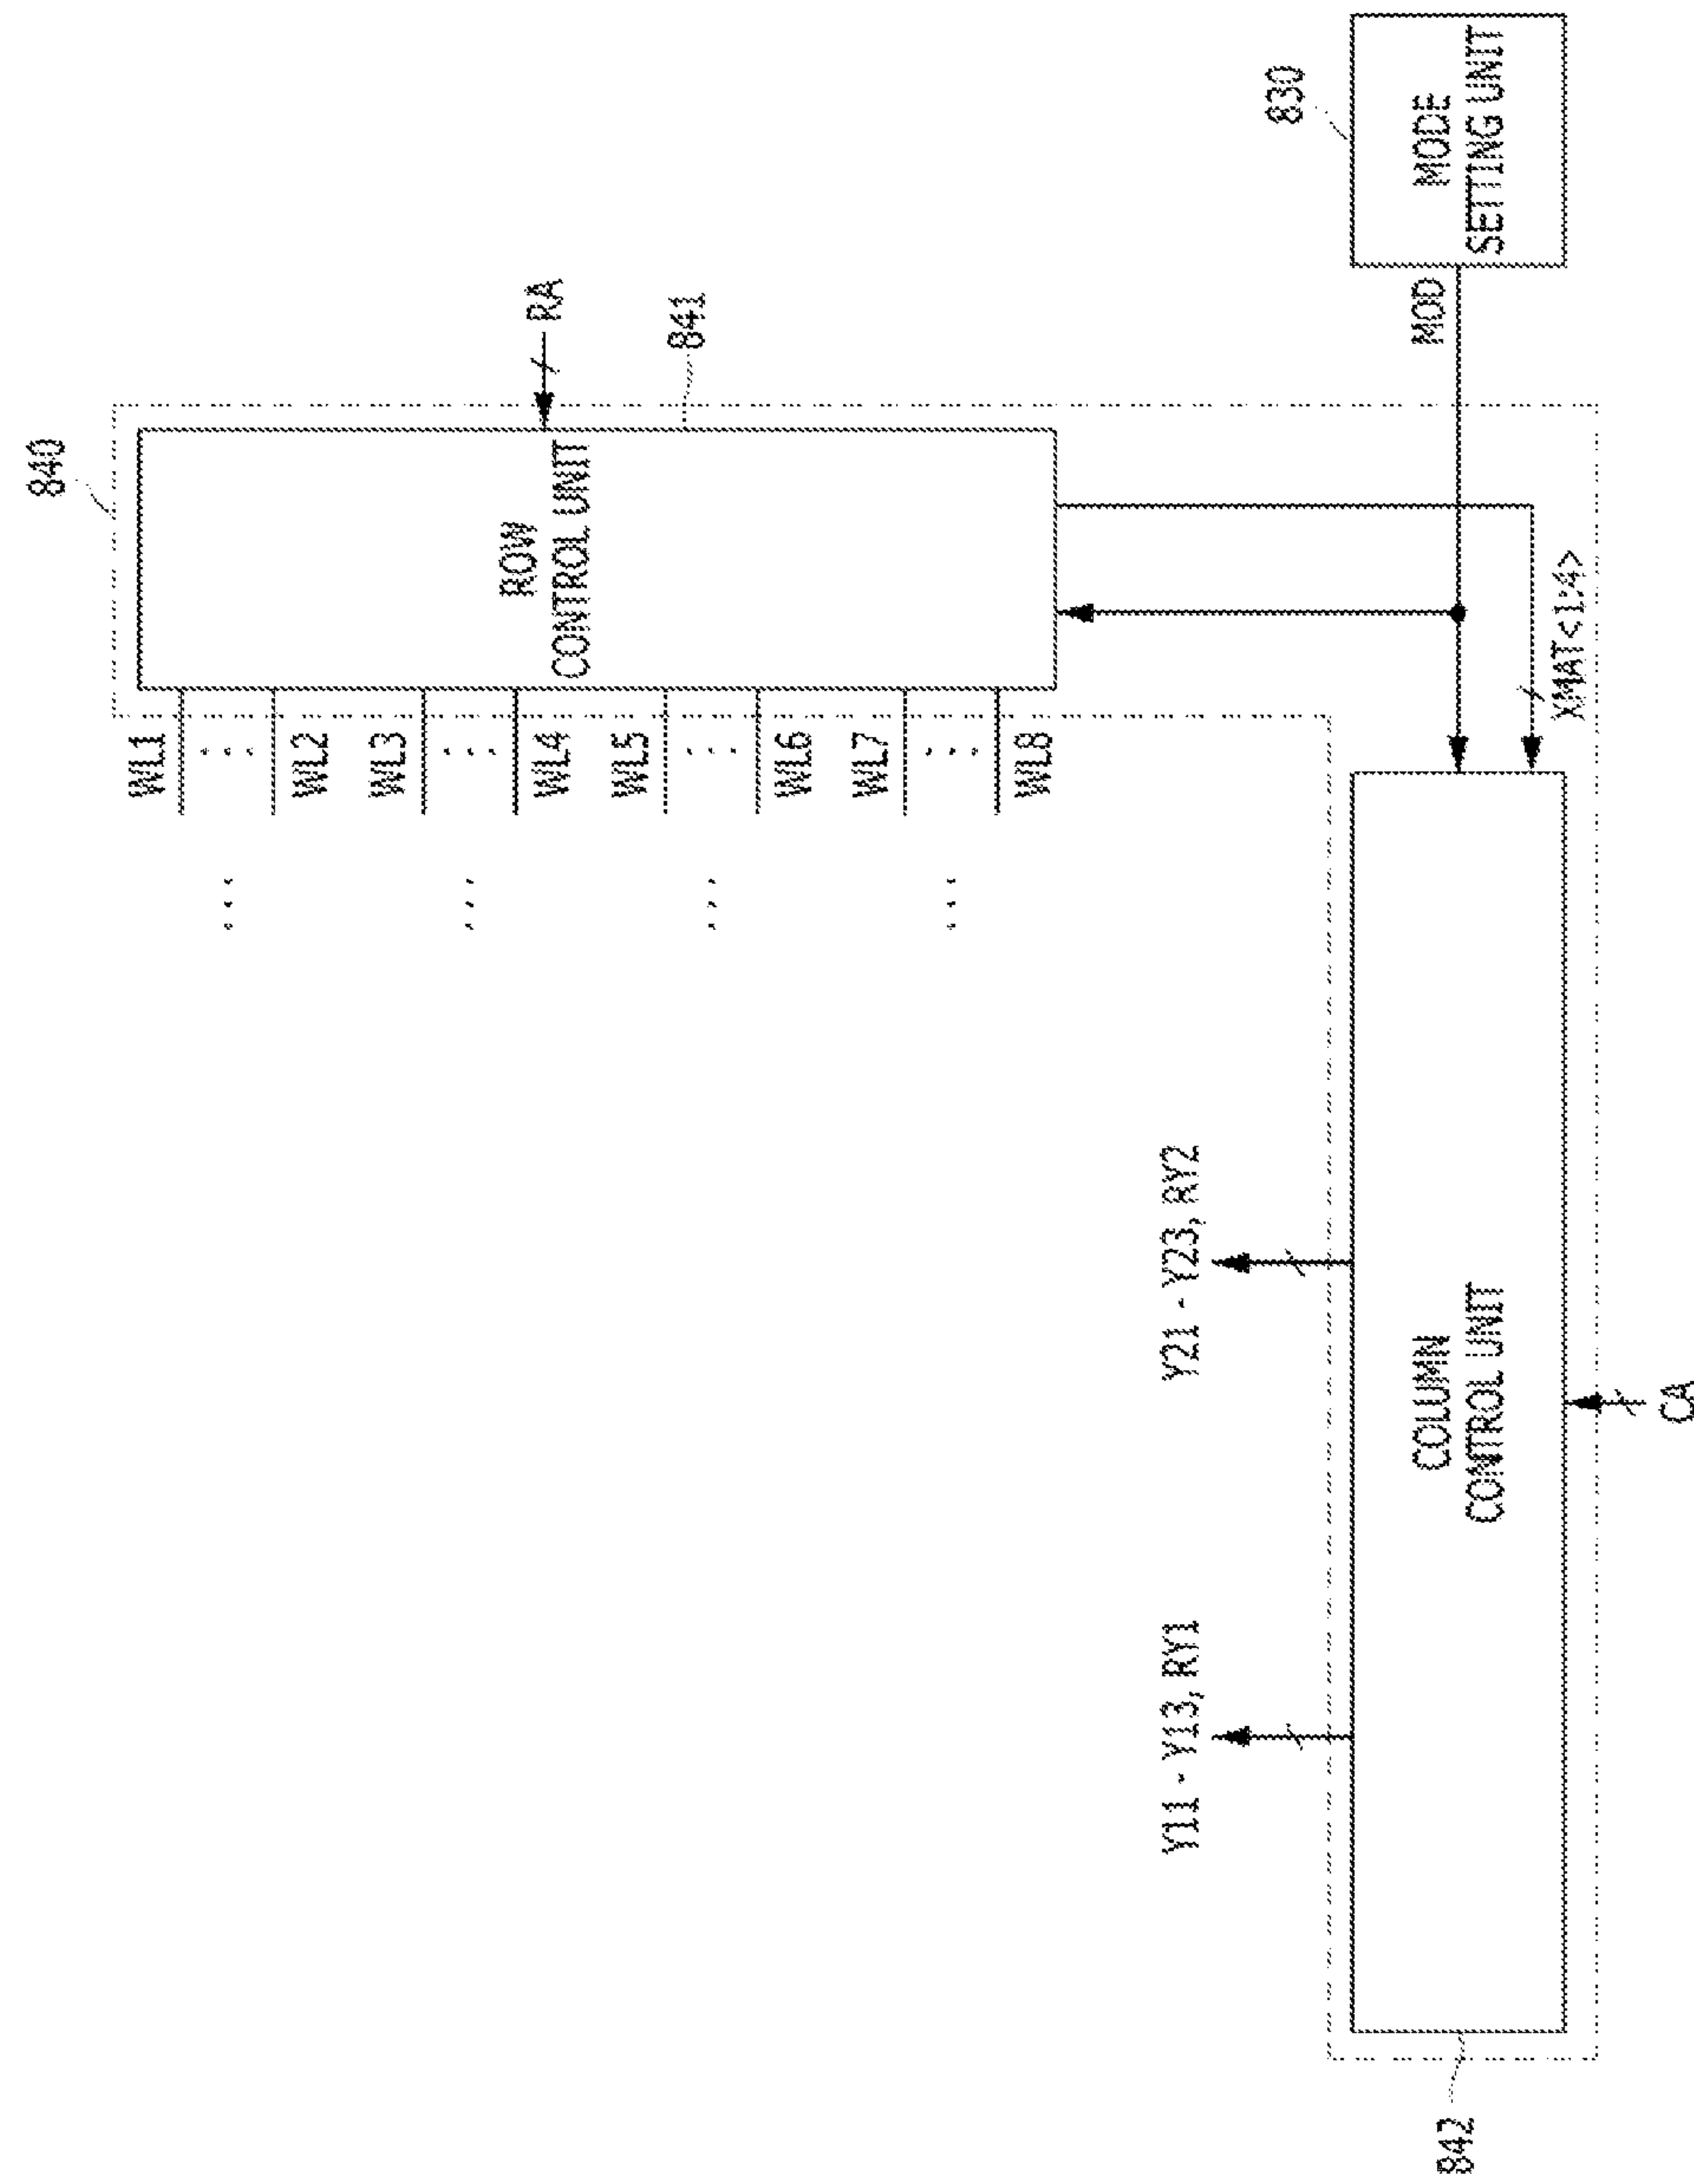 840
WL1
WL2
WL3
WL4
WL5
WL6
WL7
WL8
ROW
CONTROL UNIT
RA
841
830
MODE
SETTING UNIT
MOD
XMAT<1:4>
Y11 - Y13, RY1
Y21 - Y23, RY2
COLUMN
CONTROL UNIT
CA
842